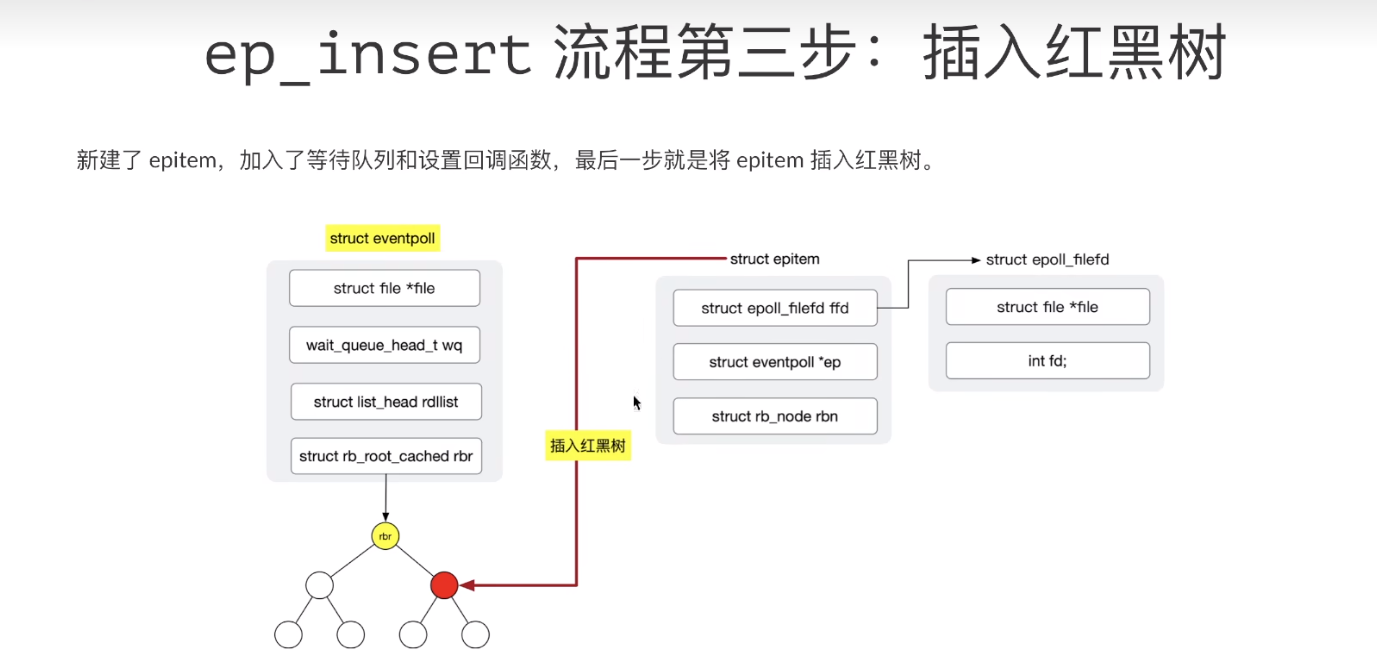 ep_insert 流程第三步：插入红黑树
新建了 epitem，加入了等待队列和设置回调函数，最后一步就是将 epitem 插入红黑树。
struct eventpoll
struct file *file
wait_queue_head_t wq
struct list_head rdllist
struct rb_root_cached rbr
rbr
插入红黑树
struct epitem
struct epoll_filefd ffd
struct eventpoll *ep
struct rb_node rbn
struct epoll_filefd
struct file *file
int fd;